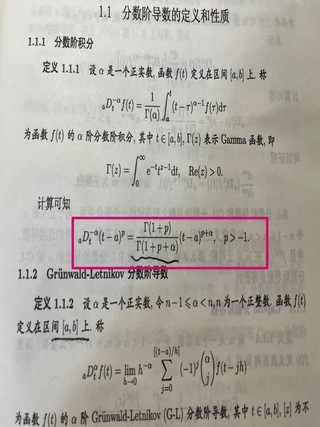 1.1 分数阶导数的定义和性质
1.1.1 分数阶积分
定义 1.1.1 设 α 是一个正实数, 函数 f(t) 定义在区间 [a, b] 上. 称
ₐDₜ^{-α} f(t) = \frac{1}{Γ(α)} ∫_a^t (t − τ)^{α−1} f(τ)dτ
为函数 f(t) 的 α 阶分数阶积分, 其中 t ∈ [a, b], Γ(z) 表示 Gamma 函数, 即
Γ(z) = ∫_0^∞ e^{−t} t^{z−1} dt, Re(z) > 0.
计算可知
ₐDₜ^{-α} (t − a)^p = \frac{Γ(1 + p)}{Γ(1 + p + α)} (t − a)^{p+α}, p > −1.
1.1.2 Grünwald-Letnikov 分数阶导数
定义 1.1.2 设 α 是一个正实数, 令 n − 1 ⩽ α < n, n 为一个正整数. 函数 f(t)
定义在区间 [a, b] 上. 称
ₐDₜ^α f(t) = lim_{h→0} h^{−α} ∑_{j=0}^{[(t−a)/h]} (−1)^j \binom{α}{j} f(t − jh)
为函数 f(t) 的 α 阶 Grünwald-Letnikov (G-L) 分数阶导数, 其中 t ∈ [a, b], [z] 为不